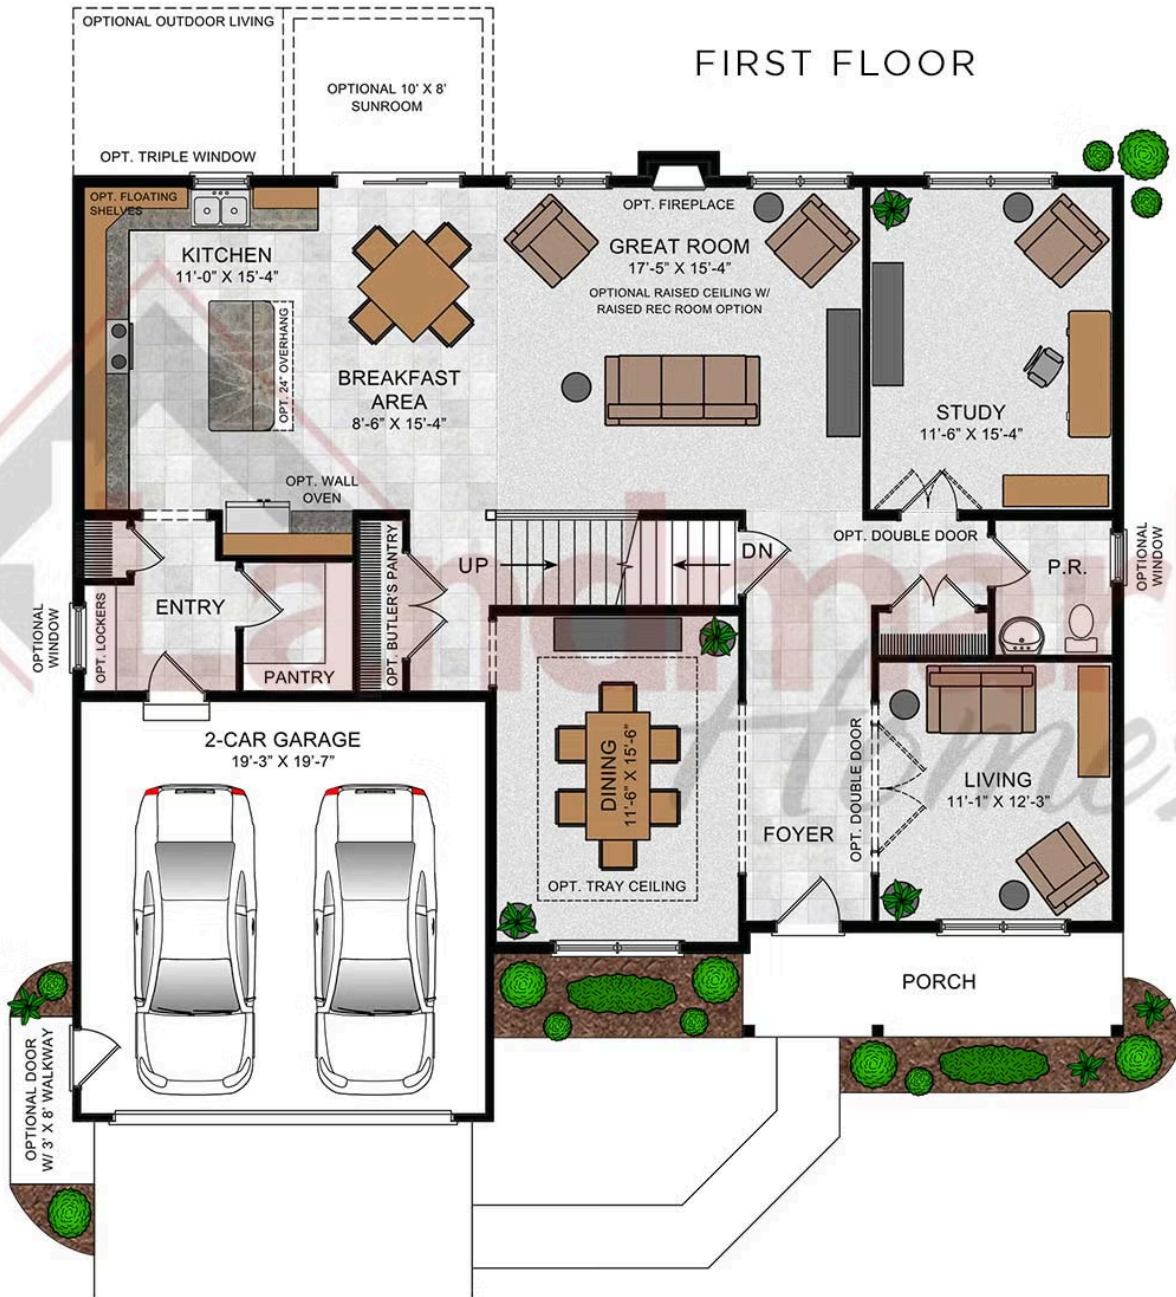 OPTIONAL OUTDOOR LIVING
FIRST FLOOR
OPTIONAL 10' X 8'
SUNROOM
OPT. TRIPLE WINDOW
OPT. FLOATING
SHELVES
KITCHEN
11'-0" X 15'-4"
OPT. 24" OVERHANG
BREAKFAST
AREA
8'-6" X 15'-4"
OPT. FIREPLACE
GREAT ROOM
17'-5" X 15'-4"
OPTIONAL RAISED CEILING W/
RAISED REC ROOM OPTION
STUDY
11'-6" X 15'-4"
OPT. WALL
OVEN
OPT. DOUBLE DOOR
UP
DN
P.R.
OPTIONAL
WINDOW
OPT. BUTLER'S PANTRY
ENTRY
OPTIONAL
WINDOW
OPT. LOCKERS
PANTRY
Landmar
Homes
2-CAR GARAGE
19'-3" X 19'-7"
DINING
11'-6" X 15'-6"
OPT. TRAY CEILING
FOYER
OPT. DOUBLE DOOR
LIVING
11'-1" X 12'-3"
PORCH
OPTIONAL DOOR
W/ 3' X 8' WALKWAY